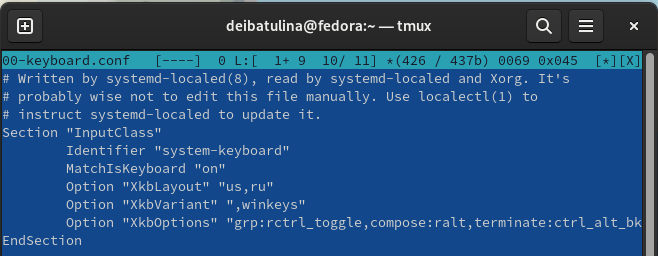 deibatulina@fedora:~ — tmux
00-keyboard.conf   [----]  0 L:[  1+ 9  10/ 11] *(426 / 437b) 0069 0x045  [*][X]
# Written by systemd-localed(8), read by systemd-localed and Xorg. It's
# probably wise not to edit this file manually. Use localectl(1) to
# instruct systemd-localed to update it.
Section "InputClass"
        Identifier "system-keyboard"
        MatchIsKeyboard "on"
        Option "XkbLayout" "us,ru"
        Option "XkbVariant" ",winkeys"
        Option "XkbOptions" "grp:rctrl_toggle,compose:ralt,terminate:ctrl_alt_bk
EndSection